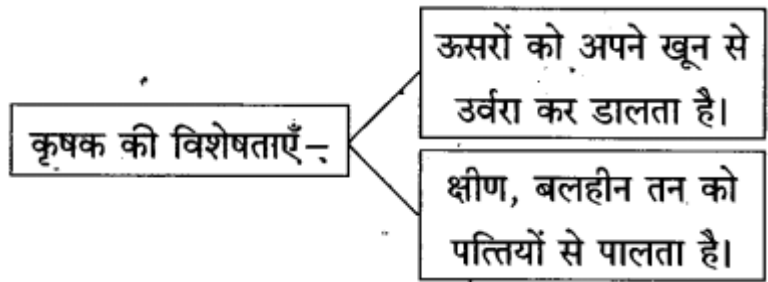 कृषक की विशेषताएँ–
ऊसरों को अपने खून से
उर्वरा कर डालता है।
क्षीण, बलहीन तन को
पत्तियों से पालता है।